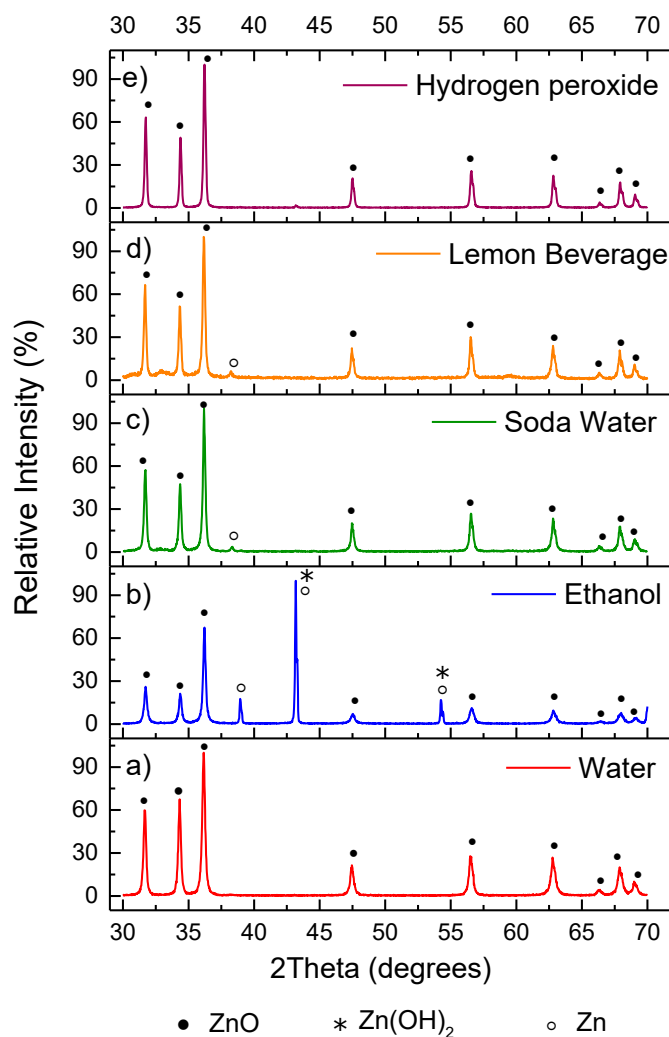 30 35 40 45 50 55 60 65 70
e) Hydrogen peroxide
90
60
30
0
d) Lemon Beverage
90
60
30
0
c) Soda Water
90
60
30
0
b) Ethanol
90
60
30
0
a) Water
90
60
30
0
Relative Intensity (%)
30 35 40 45 50 55 60 65 70
2Theta (degrees)
• ZnO * Zn(OH)₂ ○ Zn